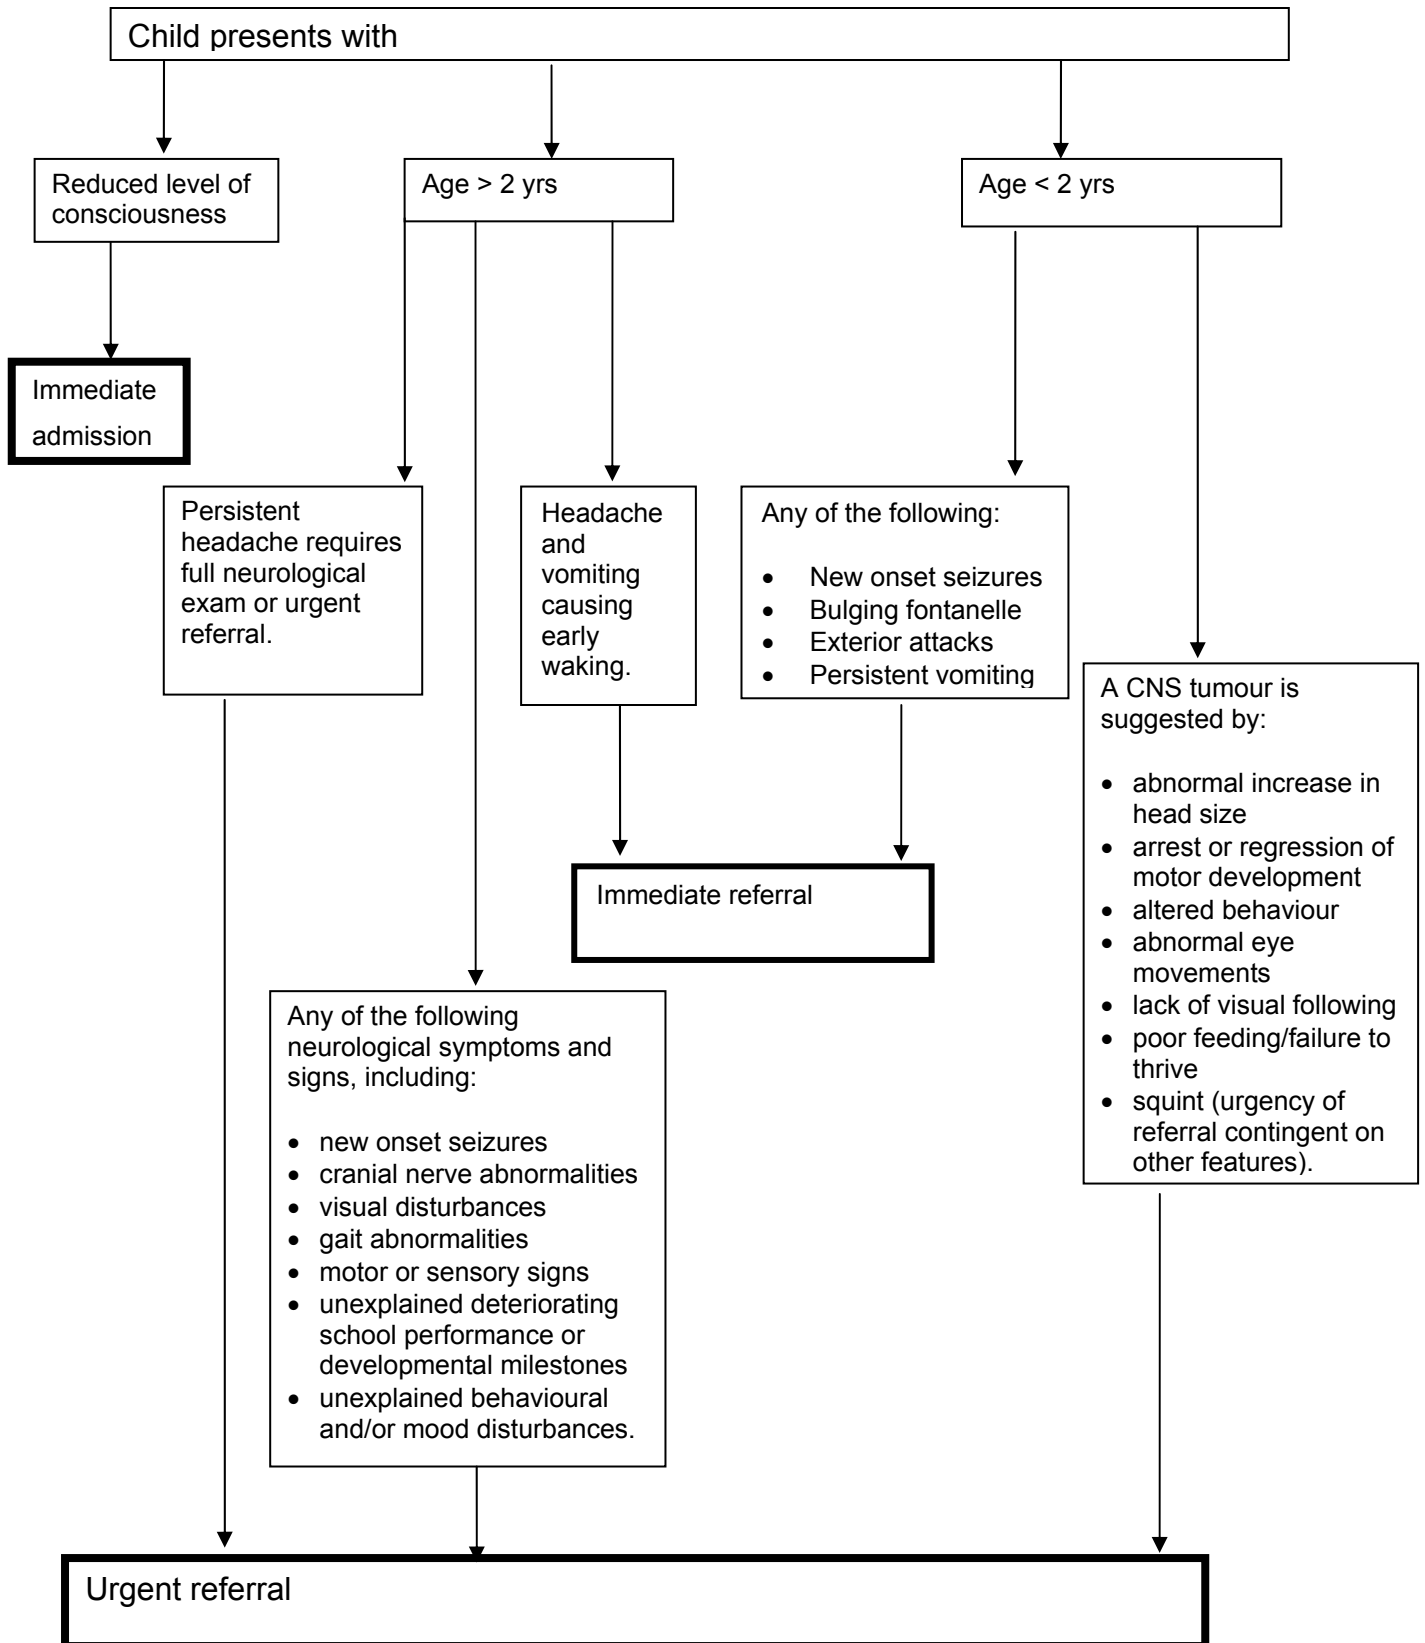 Child presents with
Reduced level of
consciousness
Age > 2 yrs
Age < 2 yrs
Immediate
admission
Persistent
headache requires
full neurological
exam or urgent
referral.
Headache
and
vomiting
causing
early
waking.
Any of the following:
• New onset seizures
• Bulging fontanelle
• Exterior attacks
• Persistent vomiting
A CNS tumour is
suggested by:
• abnormal increase in
head size
• arrest or regression of
motor development
• altered behaviour
• abnormal eye
movements
• lack of visual following
• poor feeding/failure to
thrive
• squint (urgency of
referral contingent on
other features).
Immediate referral
Any of the following
neurological symptoms and
signs, including:
• new onset seizures
• cranial nerve abnormalities
• visual disturbances
• gait abnormalities
• motor or sensory signs
• unexplained deteriorating
school performance or
developmental milestones
• unexplained behavioural
and/or mood disturbances.
Urgent referral